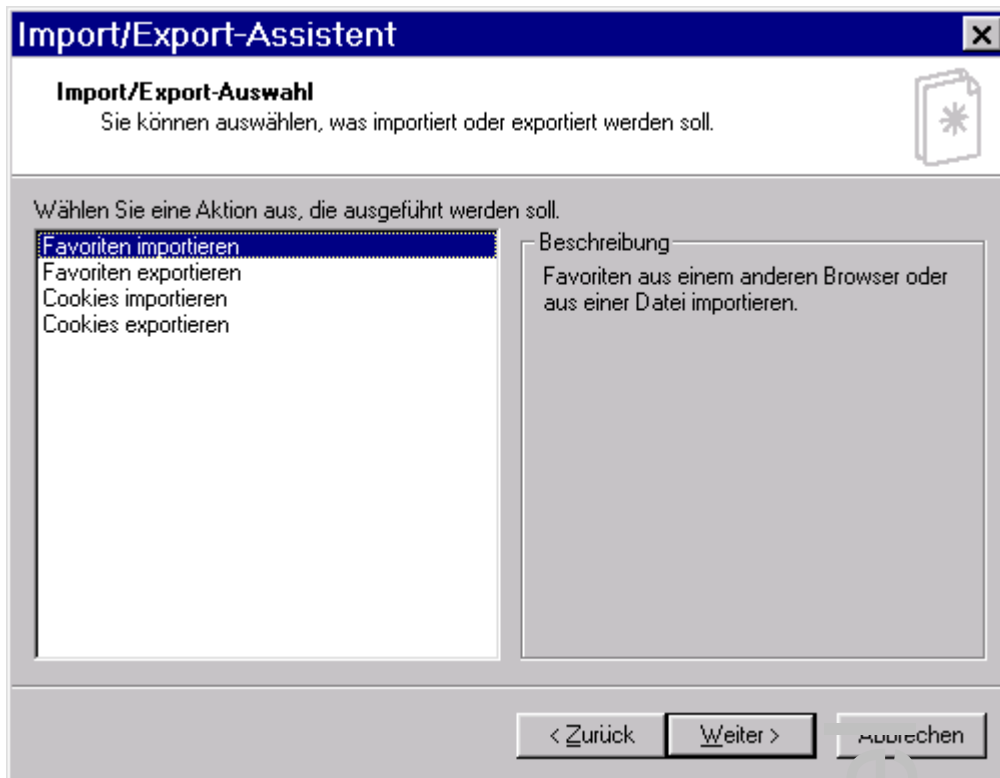 Import/Export-Assistent
Import/Export-Auswahl
Sie können auswählen, was importiert oder exportiert werden soll.
Wählen Sie eine Aktion aus, die ausgeführt werden soll.
Favoriten importieren
Favoriten exportieren
Cookies importieren
Cookies exportieren
Beschreibung
Favoriten aus einem anderen Browser oder
aus einer Datei importieren.
< Zurück
Weiter >
Abbrechen